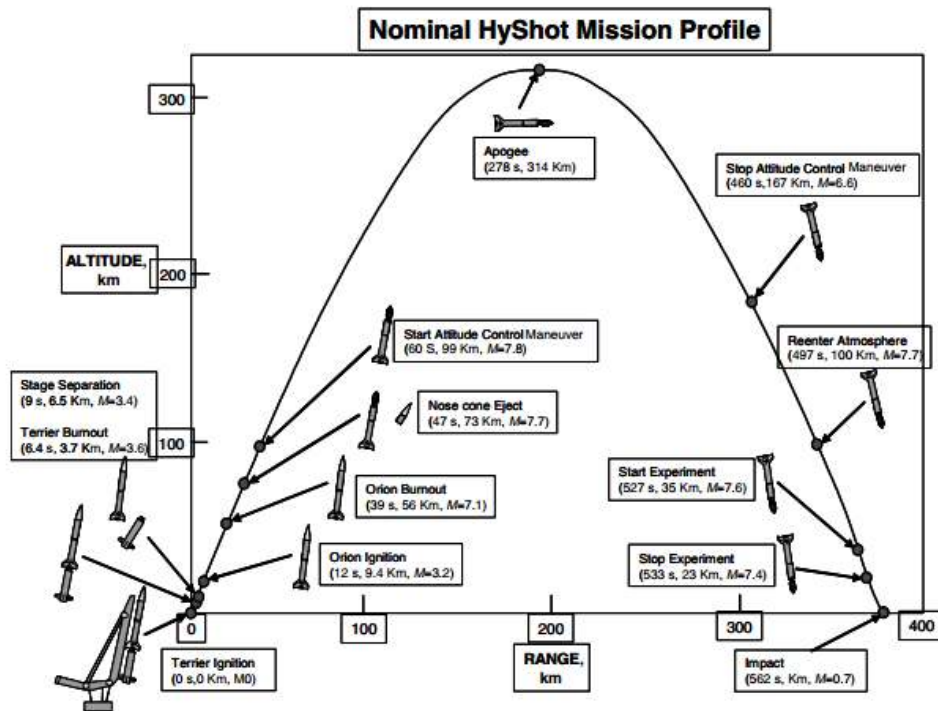 Nominal HyShot Mission Profile
300
Apogee
(278 s, 314 Km)
Stop Attitude Control Maneuver
(460 s,167 Km, M=6.6)
ALTITUDE,
km
200
Start Attitude Control Maneuver
(60 S, 99 Km, M=7.8)
Reenter Atmosphere
(497 s, 100 Km, M=7.7)
Stage Separation
(9 s, 6.5 Km, M=3.4)
Terrier Burnout
(6.4 s, 3.7 Km, M=3.6)
Nose cone Eject
(47 s, 73 Km, M=7.7)
100
Start Experiment
(527 s, 35 Km, M=7.6)
Orion Burnout
(39 s, 56 Km, M=7.1)
Orion Ignition
(12 s, 9.4 Km, M=3.2)
Stop Experiment
(533 s, 23 Km, M=7.4)
0
100
200
300
400
Terrier Ignition
(0 s,0 Km, M0)
RANGE,
km
Impact
(562 s, Km, M=0.7)